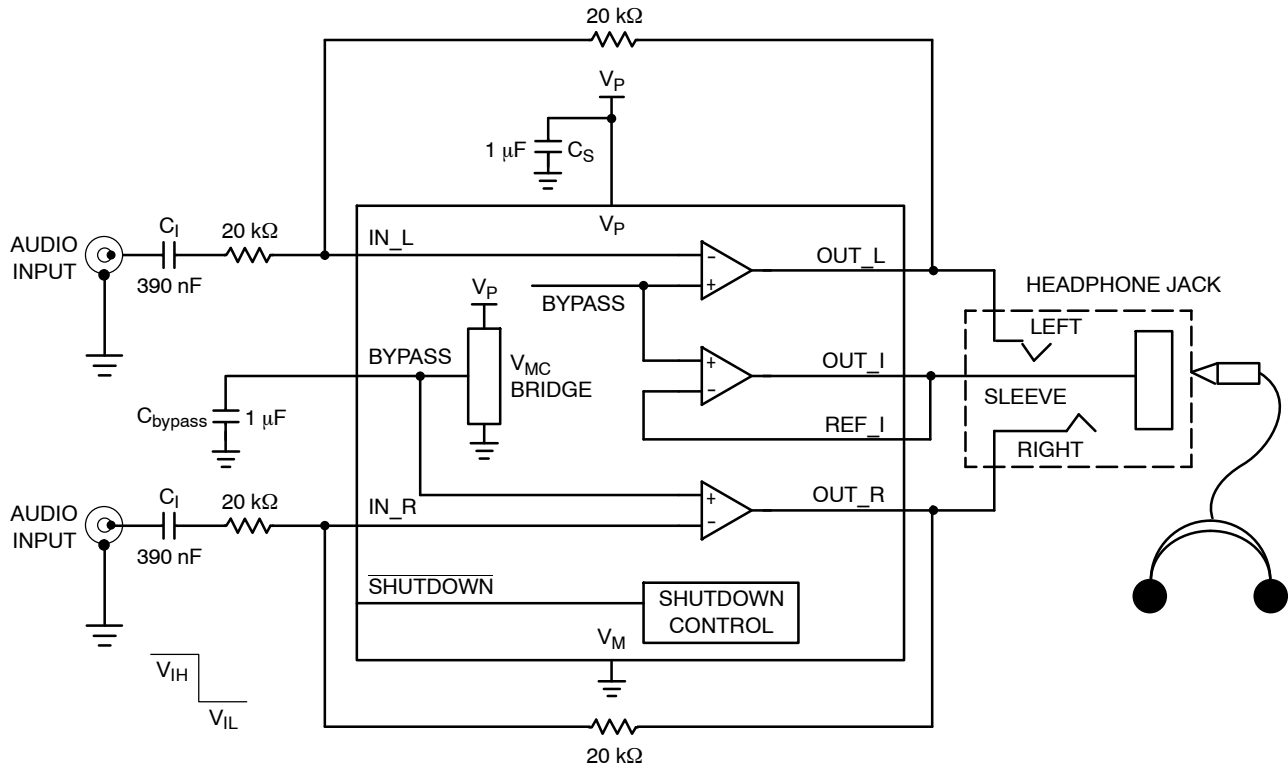 20 kΩ
V_P
1 μF
C_S
V_P
AUDIO
INPUT
C_I
390 nF
20 kΩ
IN_L
-
+
OUT_L
BYPASS
HEADPHONE JACK
LEFT
V_P
BYPASS
V_MC
BRIDGE
+
-
OUT_I
SLEEVE
REF_I
RIGHT
C_bypass
1 μF
AUDIO
INPUT
C_I
390 nF
20 kΩ
IN_R
+
-
OUT_R
SHUTDOWN
SHUTDOWN
CONTROL
V_M
V_IH
V_IL
20 kΩ